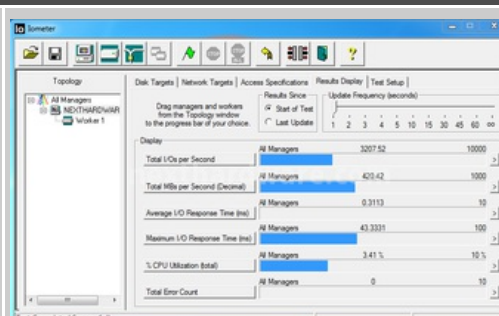 Iometer
Topology
All Managers
NEXTHARDWAR
Worker 1
Disk Targets | Network Targets | Access Specifications | Results Display | Test Setup
Drag managers and workers
from the Topology window
to the progress bar of your choice.
Results Since
Start of Test
Last Update
Update Frequency (seconds)
1 2 3 4 5 10 15 30 45 60 ∞
Display
Total I/Os per Second
All Managers 3207.52 10000
Total MBs per Second (Decimal)
All Managers 420.42 1000
Average I/O Response Time (ms)
All Managers 0.3113 10
Maximum I/O Response Time (ms)
All Managers 43.3331 100
% CPU Utilization (total)
All Managers 3.41 % 10 %
Total Error Count
All Managers 0 10